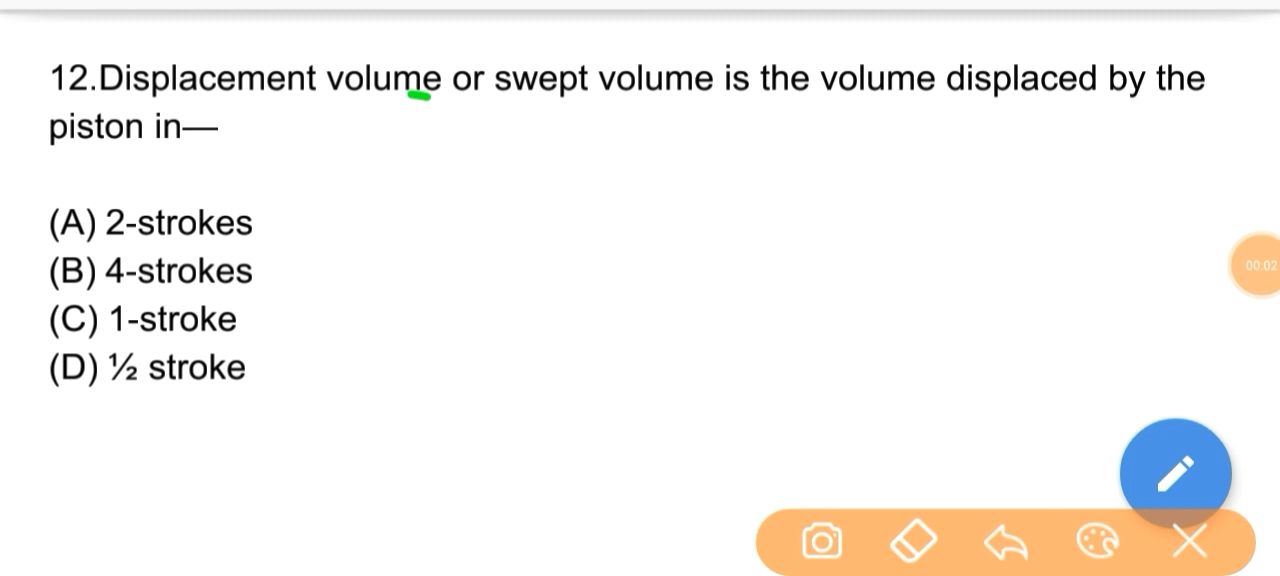 12.Displacement volume or swept volume is the volume displaced by the
piston in—
(A) 2-strokes
(B) 4-strokes
(C) 1-stroke
(D) ½ stroke
00:02